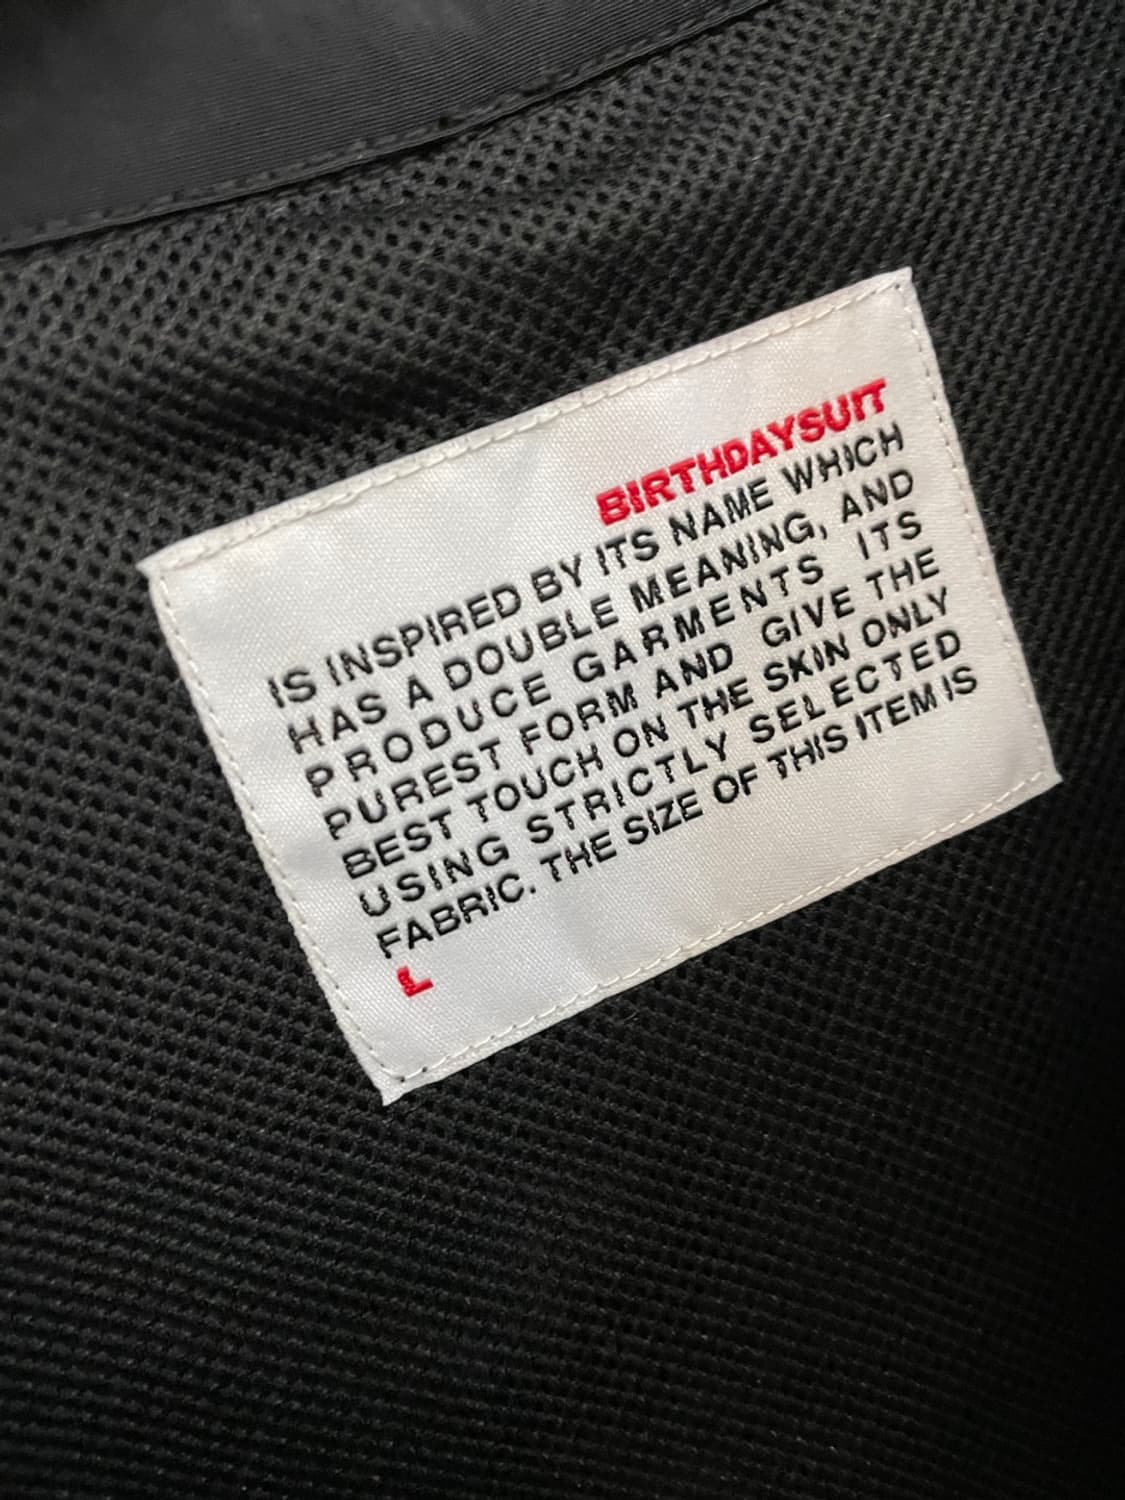 BIRTHDAYSUIT
IS INSPIRED BY ITS NAME WHICH
HAS A DOUBLE MEANING, AND
PRODUCE GARMENTS ITS
PUREST FORM AND GIVE THE
BEST TOUCH ON THE SKIN ONLY
USING STRICTLY SELECTED
FABRIC. THE SIZE OF THIS ITEM IS
L